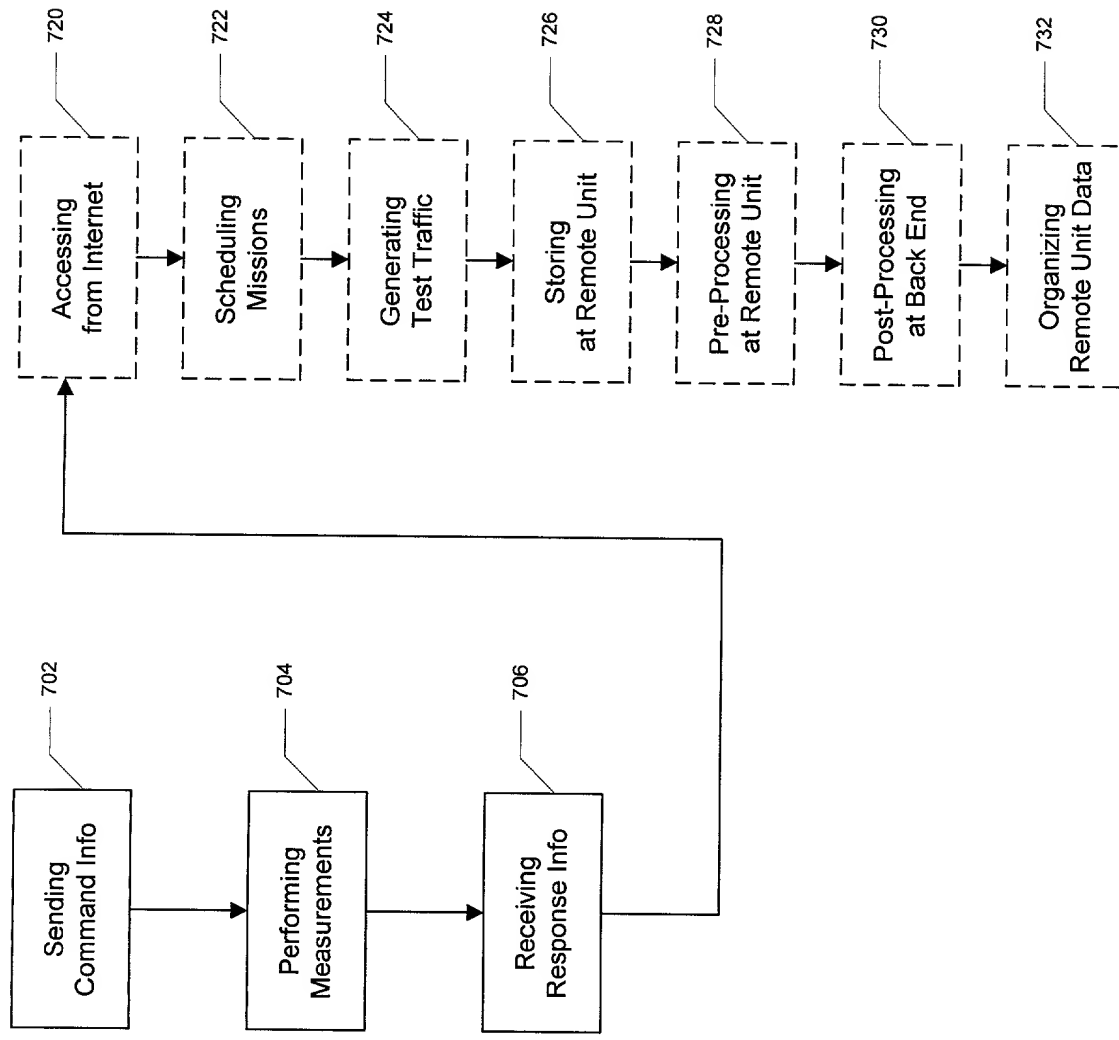 702
Sending
Command Info
704
Performing
Measurements
706
Receiving
Response Info
720
Accessing
from Internet
722
Scheduling
Missions
724
Generating
Test Traffic
726
Storing
at Remote Unit
728
Pre-Processing
at Remote Unit
730
Post-Processing
at Back End
732
Organizing
Remote Unit Data